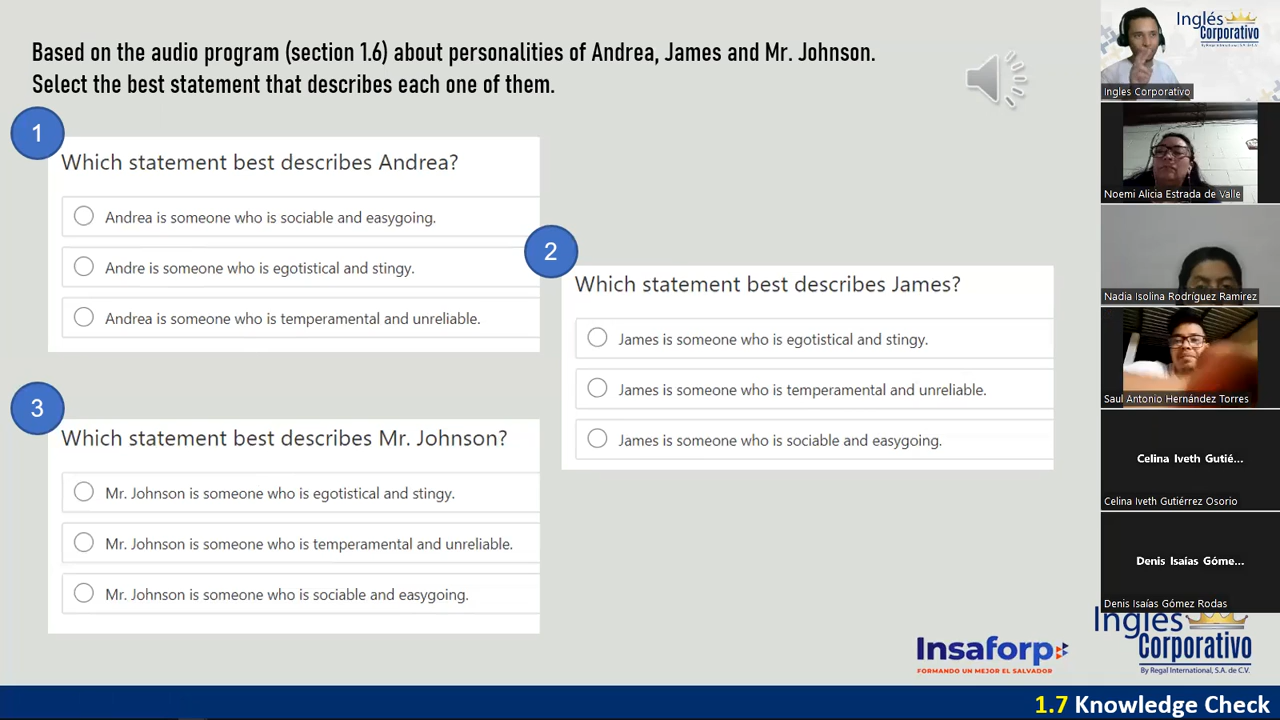 Based on the audio program (section 1.6) about personalities of Andrea, James and Mr. Johnson.
Select the best statement that describes each one of them.
1
Which statement best describes Andrea?
Andrea is someone who is sociable and easygoing.
Andre is someone who is egotistical and stingy.
Andrea is someone who is temperamental and unreliable.
2
Which statement best describes James?
James is someone who is egotistical and stingy.
James is someone who is temperamental and unreliable.
James is someone who is sociable and easygoing.
3
Which statement best describes Mr. Johnson?
Mr. Johnson is someone who is egotistical and stingy.
Mr. Johnson is someone who is temperamental and unreliable.
Mr. Johnson is someone who is sociable and easygoing.
Insaforp
FORMANDO UN MEJOR EL SALVADOR
Inglés
Corporativo
By Regal International, S.A. de C.V.
1.7 Knowledge Check
Inglés
Corporativo
By Regal International, S.A. de C.V.
Ingles Corporativo
Noemi Alicia Estrada de Valle
Nadia Isolina Rodríguez Ramirez
Saul Antonio Hernández Torres
Celina Iveth Gutié...
Celina Iveth Gutiérrez Osorio
Denis Isaías Góme...
Denis Isaías Gómez Rodas